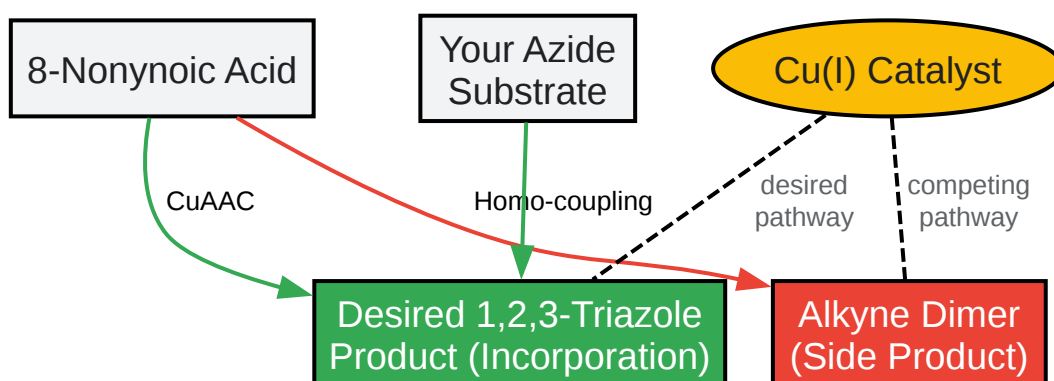 8-Nonynoic Acid
Your Azide
Substrate
Cu(I) Catalyst
CuAAC
Homo-coupling
desired
pathway
competing
pathway
Desired 1,2,3-Triazole
Product (Incorporation)
Alkyne Dimer
(Side Product)